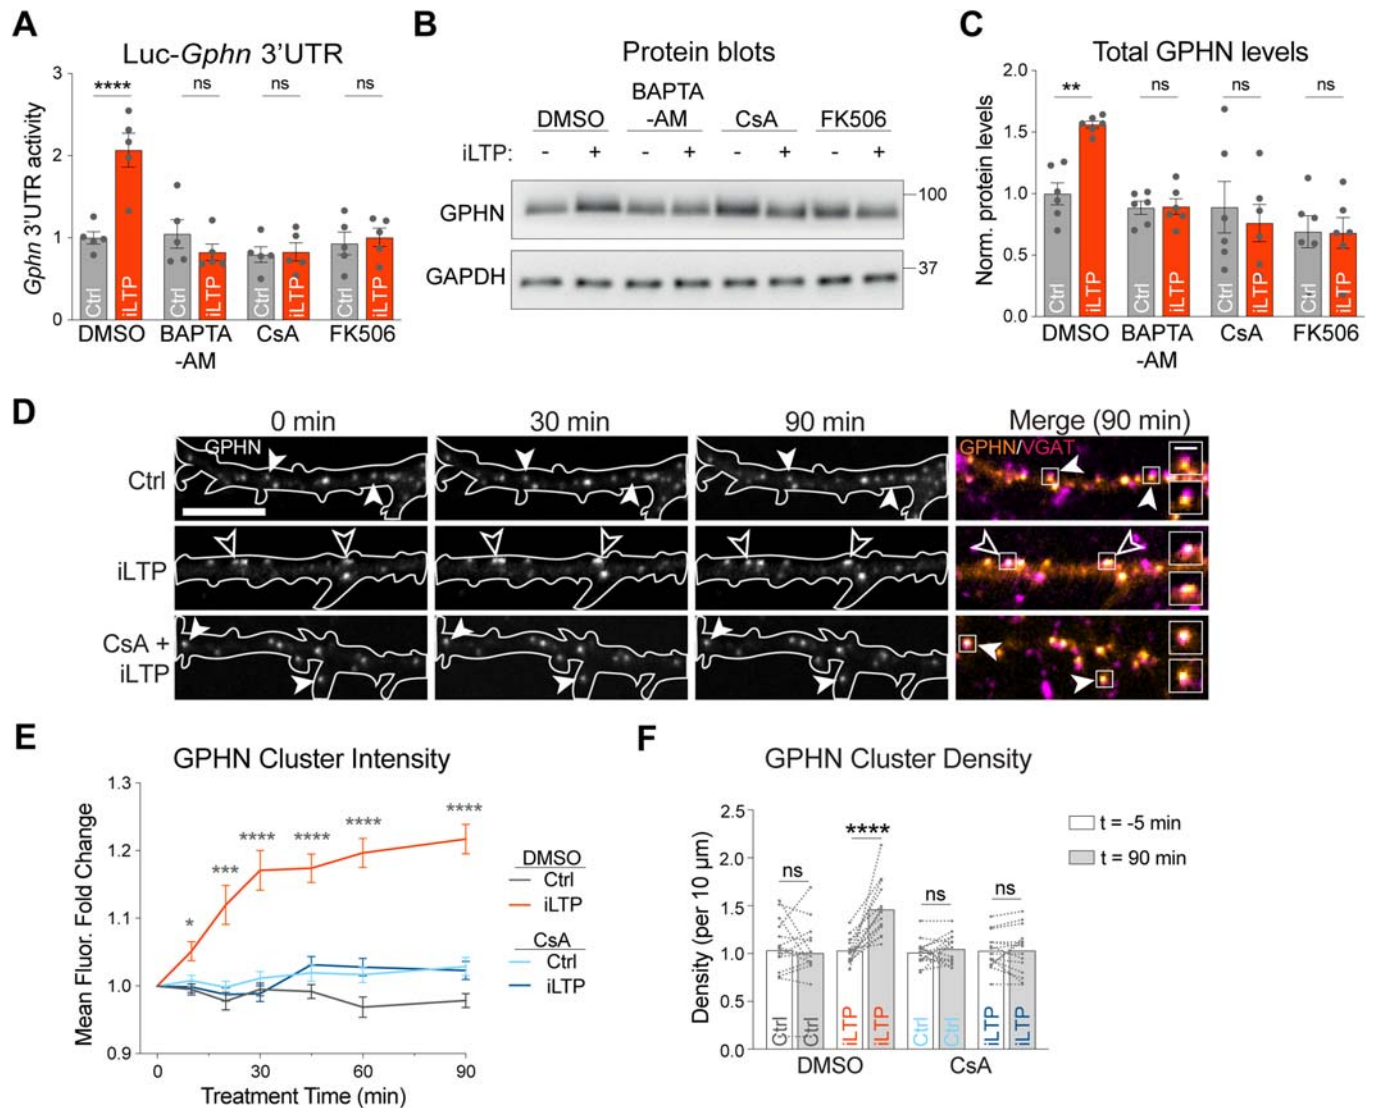 A
Luc-Gphn 3'UTR
Gphn 3'UTR activity
3
2
1
0
**** ns ns ns
Ctrl iLTP Ctrl iLTP Ctrl iLTP Ctrl iLTP
DMSO BAPTA CsA FK506
-AM
B
Protein blots
BAPTA
DMSO -AM CsA FK506
iLTP: - + - + - + - +
GPHN
100
GAPDH
37
C
Total GPHN levels
Norm. protein levels
2.0
1.5
1.0
0.5
0.0
** ns ns ns
Ctrl iLTP Ctrl iLTP Ctrl iLTP Ctrl iLTP
DMSO BAPTA CsA FK506
-AM
D
0 min 30 min 90 min Merge (90 min)
Ctrl
GPHN
GPHN/VGAT
iLTP
CsA +
iLTP
E
GPHN Cluster Intensity
Mean Fluor. Fold Change
1.3
1.2
1.1
1.0
0.9
* *** **** **** **** ****
0 30 60 90
Treatment Time (min)
DMSO
Ctrl
iLTP
CsA
Ctrl
iLTP
F
GPHN Cluster Density
Density (per 10 µm)
2.5
2.0
1.5
1.0
0.5
0.0
ns **** ns ns
Ctrl Ctrl iLTP iLTP Ctrl Ctrl iLTP iLTP
DMSO CsA
t = -5 min
t = 90 min